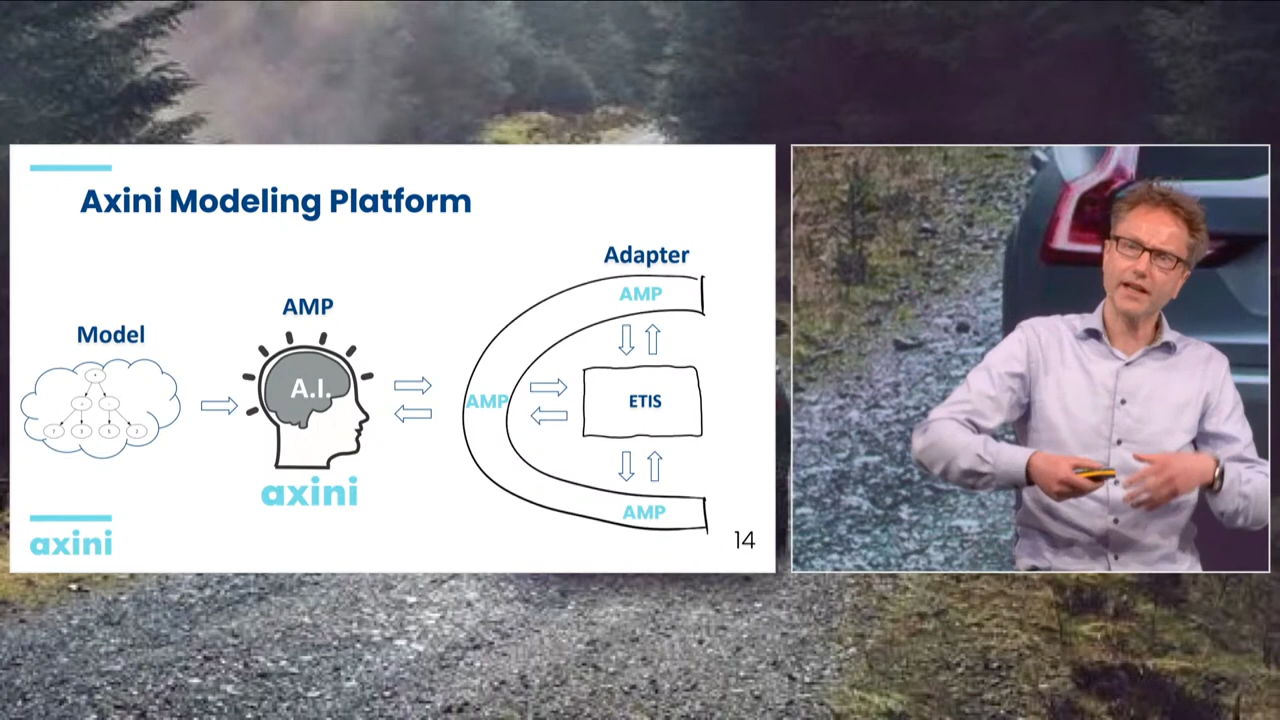 Axini Modeling Platform
Adapter
AMP
AMP
Model
A.I.
AMP
ETIS
axini
AMP
axini
14